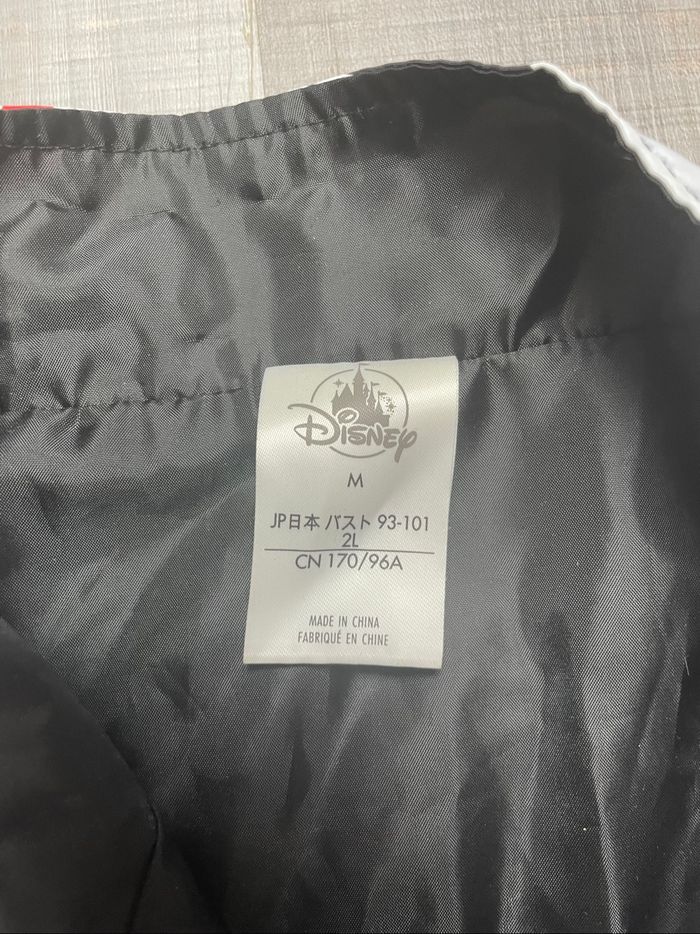 Disney
M
JP日本 バスト 93-101
2L
CN 170/96A
MADE IN CHINA
FABRIQUÉ EN CHINE